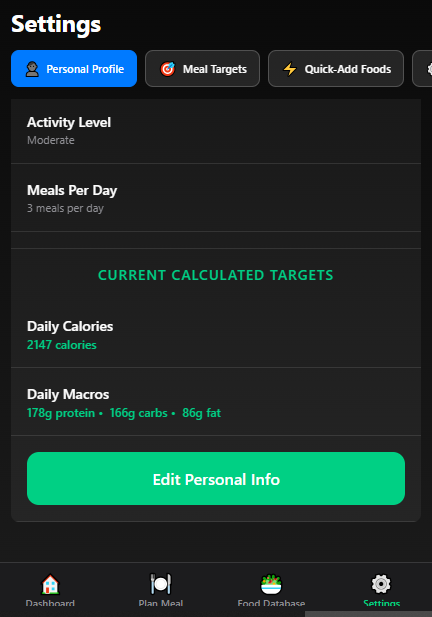 Settings
Personal Profile
Meal Targets
Quick-Add Foods
Activity Level
Moderate
Meals Per Day
3 meals per day
CURRENT CALCULATED TARGETS
Daily Calories
2147 calories
Daily Macros
178g protein • 166g carbs • 86g fat
Edit Personal Info
Dashboard
Plan Meal
Food Database
Settings